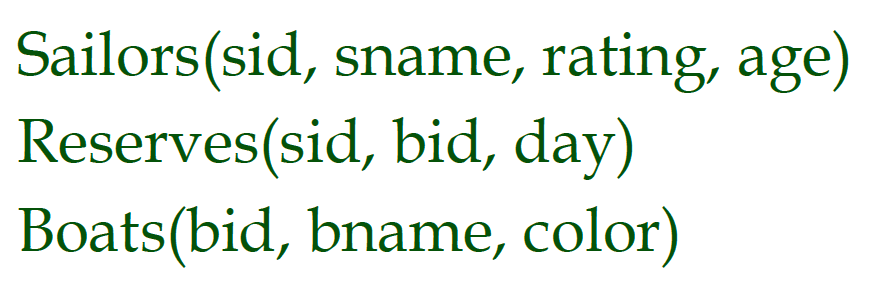 Sailors(sid, sname, rating, age)
Reserves(sid, bid, day)
Boats(bid, bname, color)